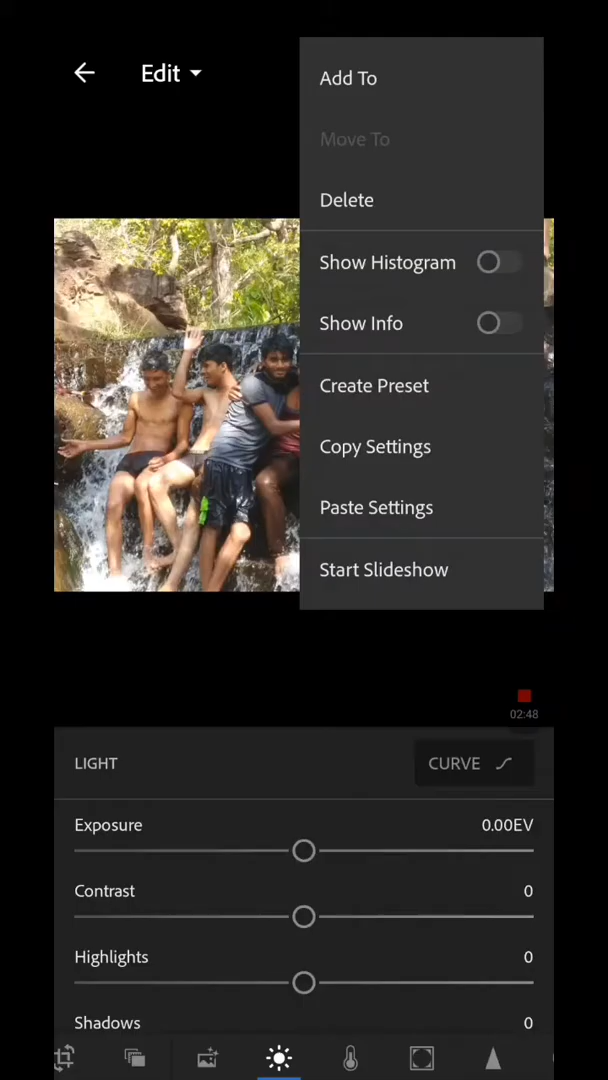 Edit
Add To
Move To
Delete
Show Histogram
Show Info
Create Preset
Copy Settings
Paste Settings
Start Slideshow
02:48
LIGHT
CURVE
Exposure
0.00EV
Contrast
0
Highlights
0
Shadows
0